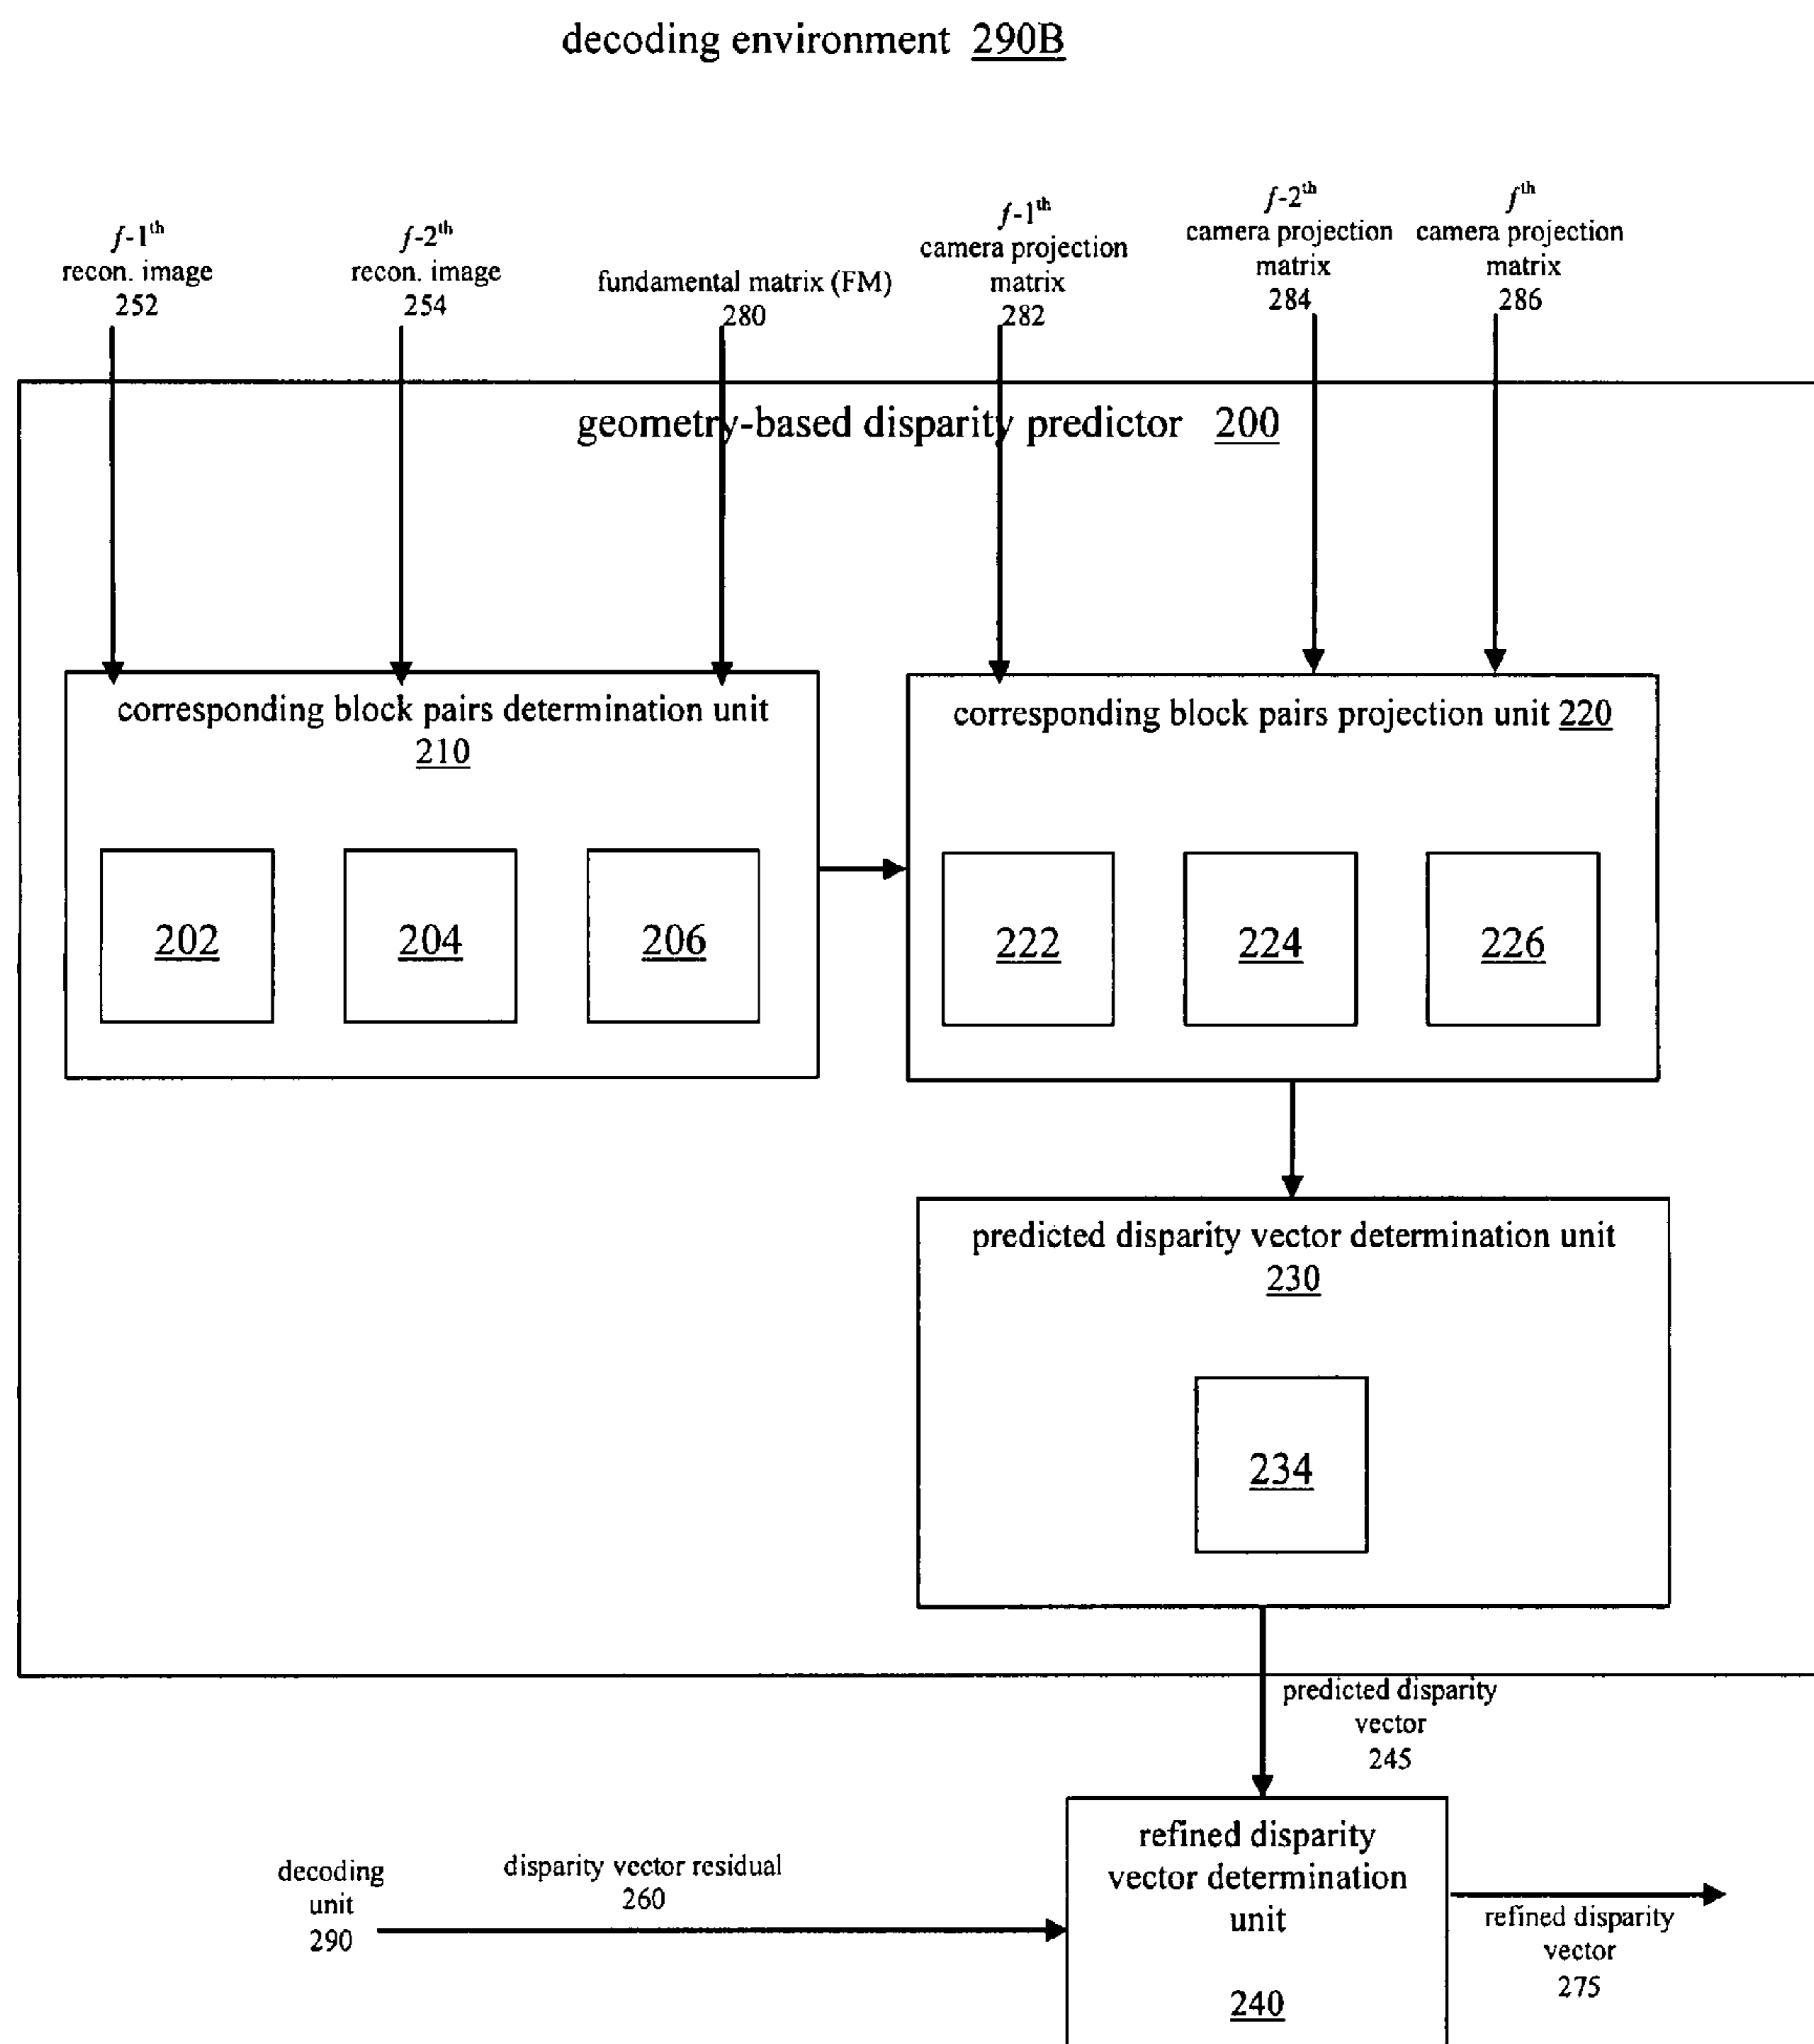 decoding environment 290B
f-1th
recon. image
252
f-2th
recon. image
254
fundamental matrix (FM)
280
f-1th
camera projection
matrix
282
f-2th
camera projection
matrix
284
fth
camera projection
matrix
286
geometry-based disparity predictor 200
corresponding block pairs determination unit
210
202
204
206
corresponding block pairs projection unit 220
222
224
226
predicted disparity vector determination unit
230
234
predicted disparity
vector
245
decoding
unit
290
disparity vector residual
260
refined disparity
vector determination
unit
240
refined disparity
vector
275